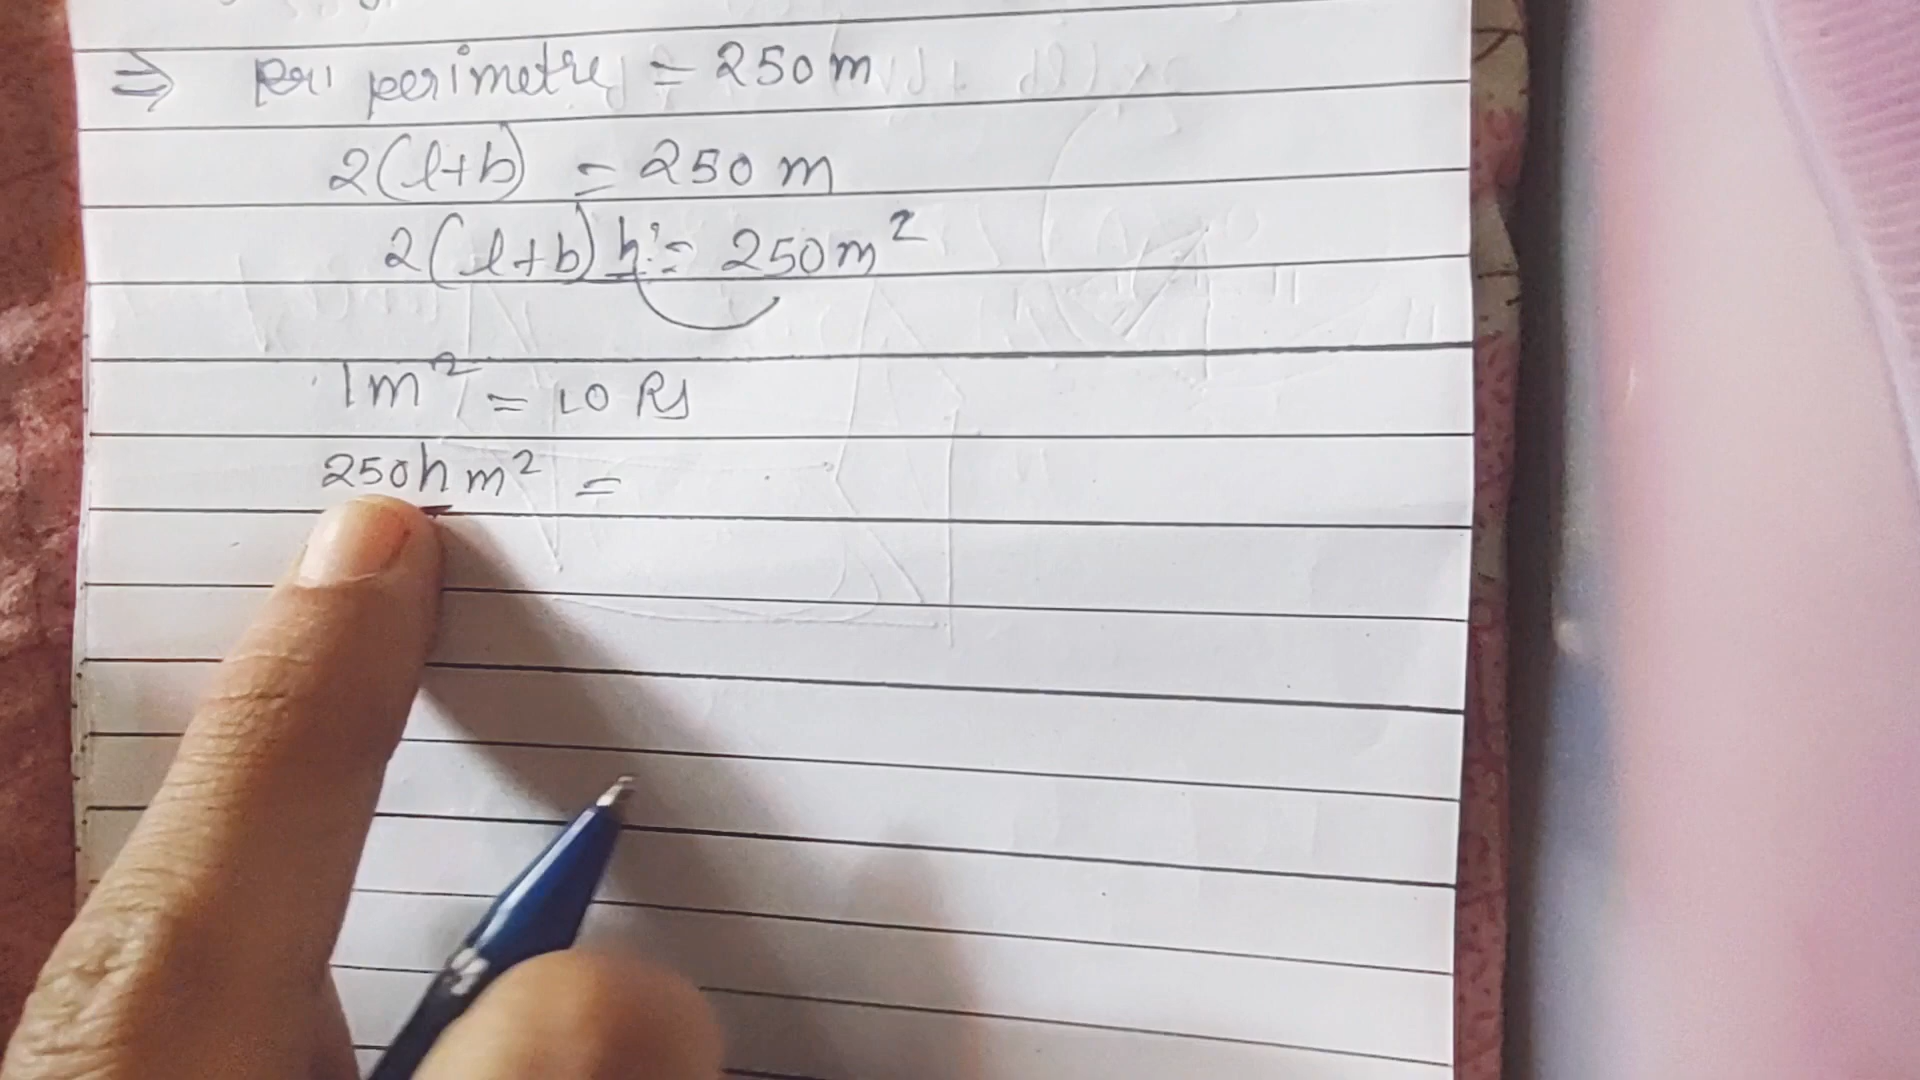 ⇒ peri perimetre = 250 m
2(l+b) = 250 m
2(l+b) h = 250 m²
1m² = 10 Rs
250h m² =